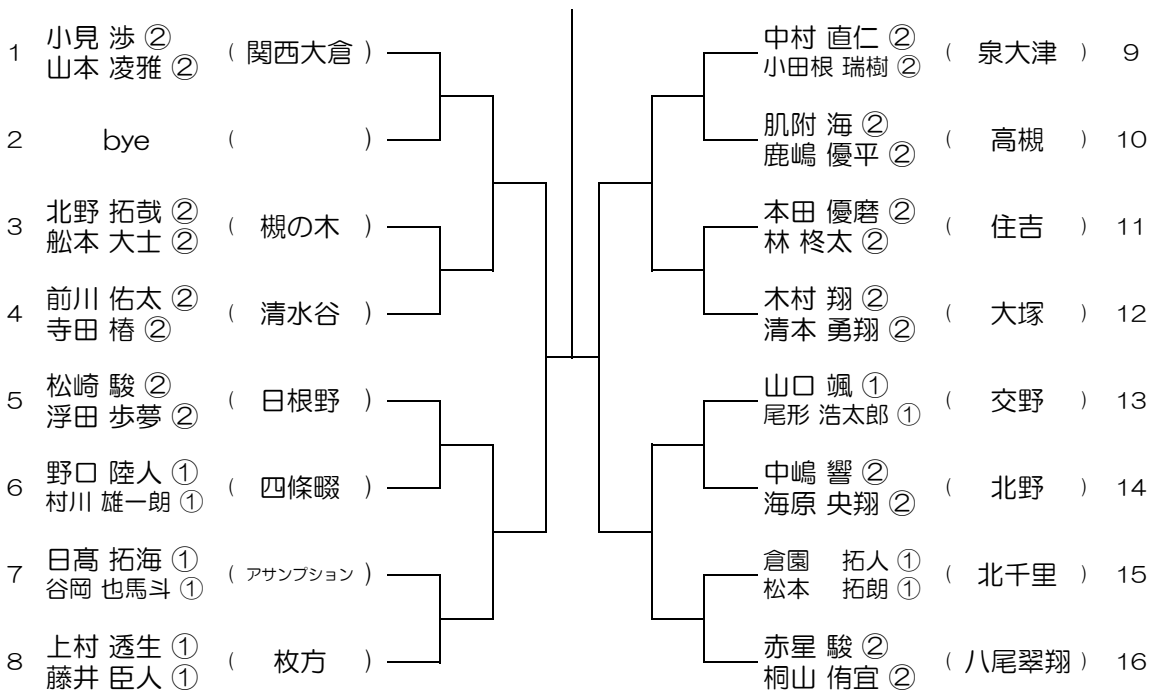 1 小見 渉 ② ( 関西大倉 )
山本 凌雅 ②
2 bye ( )
3 北野 拓哉 ② ( 槻の木 )
舩本 大士 ②
4 前川 佑太 ② ( 清水谷 )
寺田 椿 ②
5 松崎 駿 ② ( 日根野 )
浮田 歩夢 ②
6 野口 陸人 ① ( 四條畷 )
村川 雄一朗 ①
7 日髙 拓海 ① ( アサンプション )
谷岡 也馬斗 ①
8 上村 透生 ① ( 枚方 )
藤井 臣人 ①
中村 直仁 ② ( 泉大津 ) 9
小田根 瑞樹 ②
肌附 海 ② ( 高槻 ) 10
鹿嶋 優平 ②
本田 優磨 ② ( 住吉 ) 11
林 柊太 ②
木村 翔 ② ( 大塚 ) 12
清本 勇翔 ②
山口 颯 ① ( 交野 ) 13
尾形 浩太郎 ①
中嶋 響 ② ( 北野 ) 14
海原 央翔 ②
倉園 拓人 ① ( 北千里 ) 15
松本 拓朗 ①
赤星 駿 ② ( 八尾翠翔 ) 16
桐山 侑宜 ②